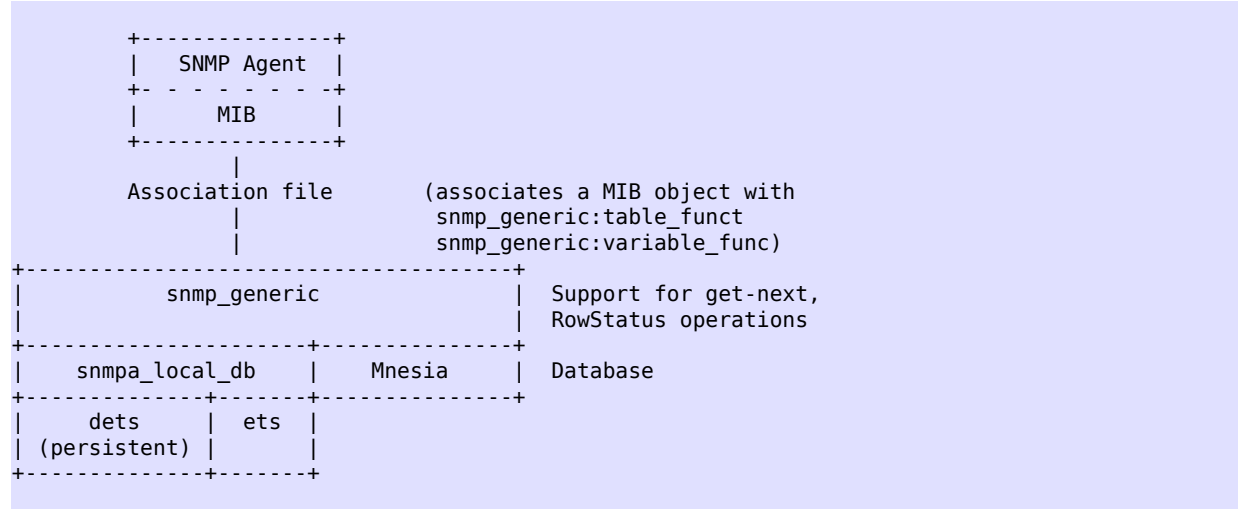 SNMP Agent
MIB
Association file (associates a MIB object with
snmp_generic:table_funct
snmp_generic:variable_func)
snmp_generic Support for get-next,
RowStatus operations
snmpa_local_db Mnesia Database
dets ets
(persistent)